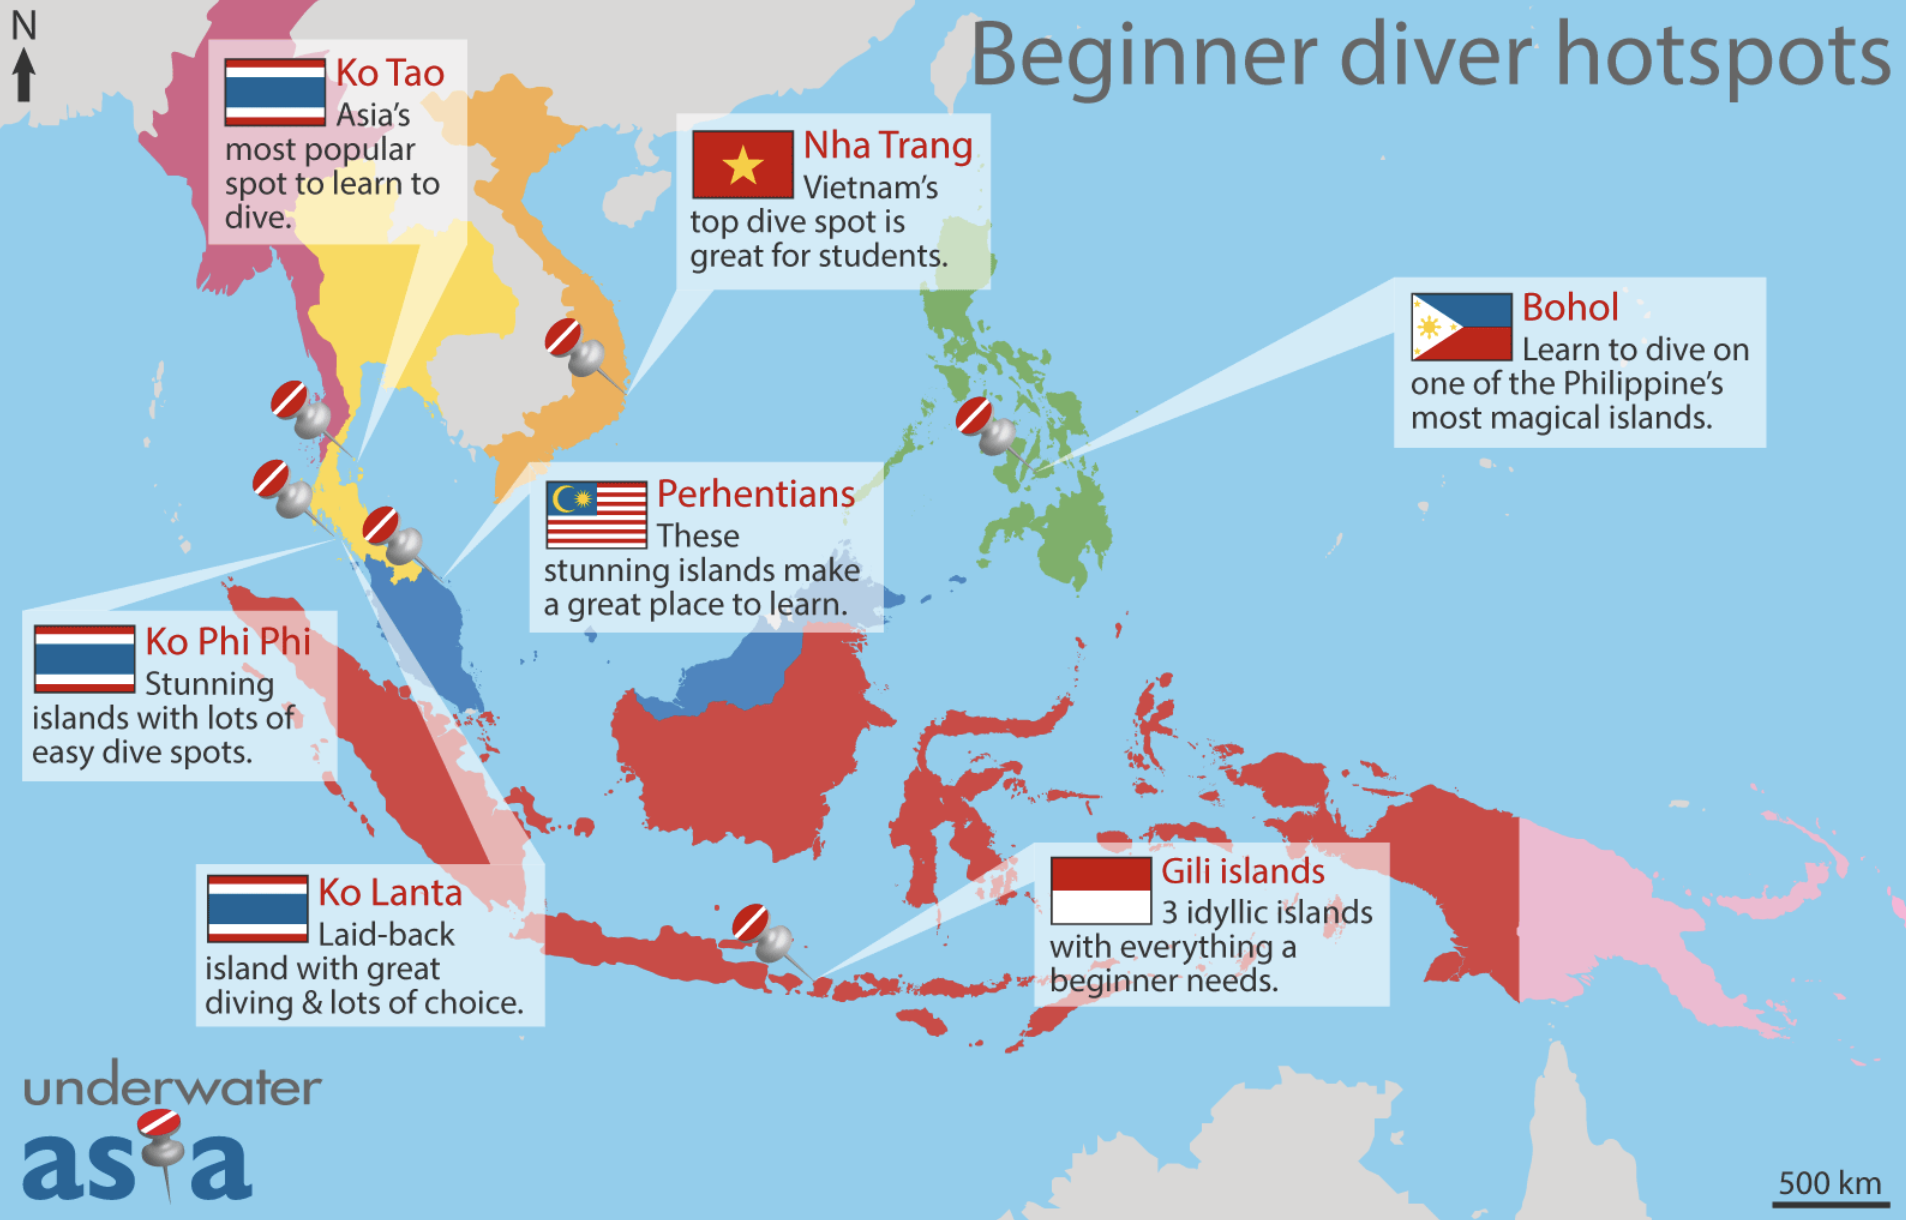 N
Beginner diver hotspots
Ko Tao
Asia's
most popular
spot to learn to
dive.
Nha Trang
Vietnam's
top dive spot is
great for students.
Bohol
Learn to dive on
one of the Philippine's
most magical islands.
Perhentians
These
stunning islands make
a great place to learn.
Ko Phi Phi
Stunning
islands with lots of
easy dive spots.
Ko Lanta
Laid-back
island with great
diving & lots of choice.
Gili islands
3 idyllic islands
with everything a
beginner needs.
underwater
asia
500 km